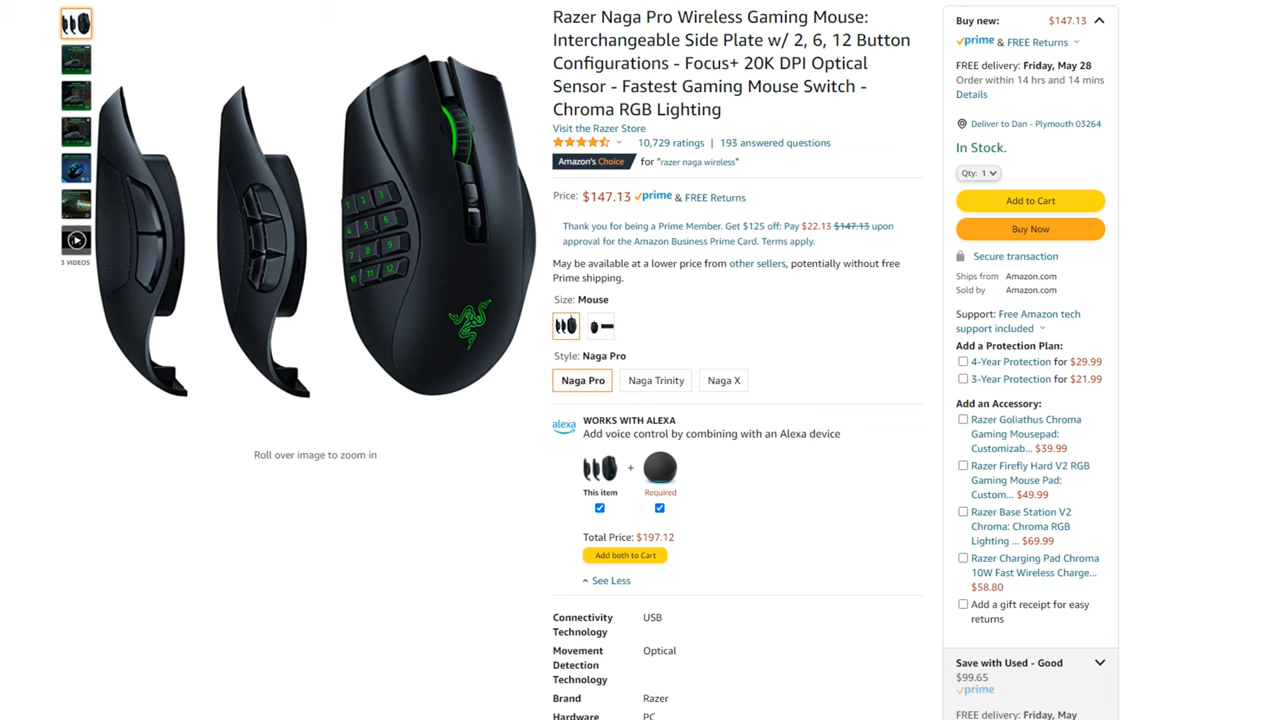 3 VIDEOS
1 2 3
4 5 6
7 8 9
10 11 12
Roll over image to zoom in
Razer Naga Pro Wireless Gaming Mouse:
Interchangeable Side Plate w/ 2, 6, 12 Button
Configurations - Focus+ 20K DPI Optical
Sensor - Fastest Gaming Mouse Switch -
Chroma RGB Lighting
Visit the Razer Store
10,729 ratings | 193 answered questions
Amazon's Choice for "razer naga wireless"
Price: $147.13 prime & FREE Returns
Thank you for being a Prime Member. Get $125 off: Pay $22.13 $147.13 upon
approval for the Amazon Business Prime Card. Terms apply.
May be available at a lower price from other sellers, potentially without free
Prime shipping.
Size: Mouse
Style: Naga Pro
Naga Pro Naga Trinity Naga X
alexa WORKS WITH ALEXA
Add voice control by combining with an Alexa device
+
This item Required
Total Price: $197.12
Add both to Cart
See Less
Connectivity USB
Technology
Movement Optical
Detection
Technology
Brand Razer
Hardware PC
Buy new: $147.13
prime & FREE Returns
FREE delivery: Friday, May 28
Order within 14 hrs and 14 mins
Details
Deliver to Dan - Plymouth 03264
In Stock.
Qty: 1
Add to Cart
Buy Now
Secure transaction
Ships from Amazon.com
Sold by Amazon.com
Support: Free Amazon tech
support included
Add a Protection Plan:
4-Year Protection for $29.99
3-Year Protection for $21.99
Add an Accessory:
Razer Goliathus Chroma
Gaming Mousepad:
Customizab... $39.99
Razer Firefly Hard V2 RGB
Gaming Mouse Pad:
Custom... $49.99
Razer Base Station V2
Chroma: Chroma RGB
Lighting ... $69.99
Razer Charging Pad Chroma
10W Fast Wireless Charge...
$58.80
Add a gift receipt for easy
returns
Save with Used - Good
$99.65
prime
FREE delivery: Friday, May